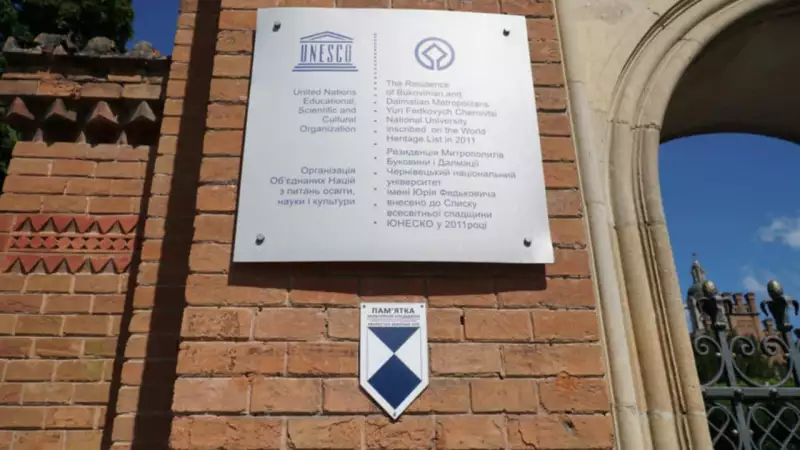 UNESCO
United Nations
Educational,
Scientific and
Cultural
Organization
The Residence
of Bukovinian and
Dalmatian Metropolitans
Yuri Fedkovych Chernivtsi
National University
Inscribed on the World
Heritage List in 2011
Організація
Об'єднаних Націй
з питань освіти,
науки і культури
Резиденція Митрополитів
Буковини і Далмації
Чернівецький національний
університет
імені Юрія Федьковича
внесено до Списку
всесвітньої спадщини
ЮНЕСКО у 2011році
ПАМ'ЯТКА